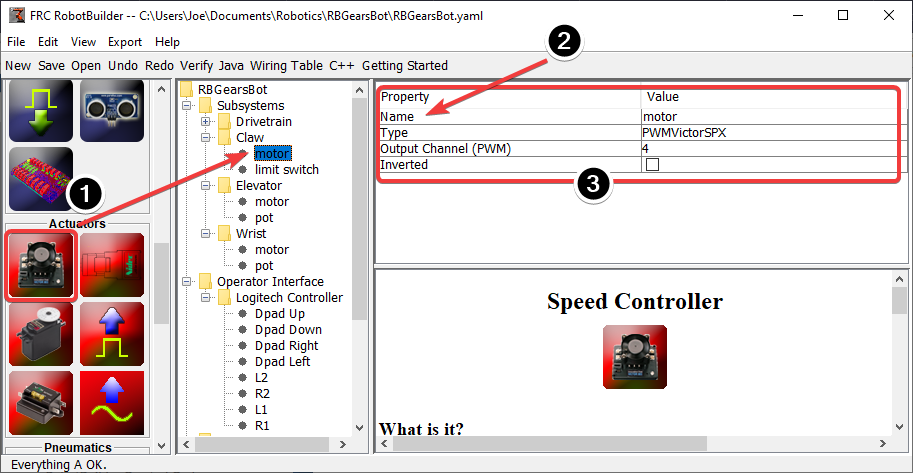 FRC RobotBuilder -- C:\Users\Joe\Documents\Robotics\RBGearsBot\RBGearsBot.yaml
File Edit View Export Help
New Save Open Undo Redo Verify Java Wiring Table C++ Getting Started
2
RBGearsBot
Subsystems
Drivetrain
Claw
motor
limit switch
Elevator
motor
pot
Wrist
motor
pot
Operator Interface
Logitech Controller
Dpad Up
Dpad Down
Dpad Right
Dpad Left
L2
R2
L1
R1
Property Value
Name motor
Type PWMVictorSPX
Output Channel (PWM) 4
Inverted
3
1
Actuators
Pneumatics
Speed Controller
What is it?
Everything A OK.